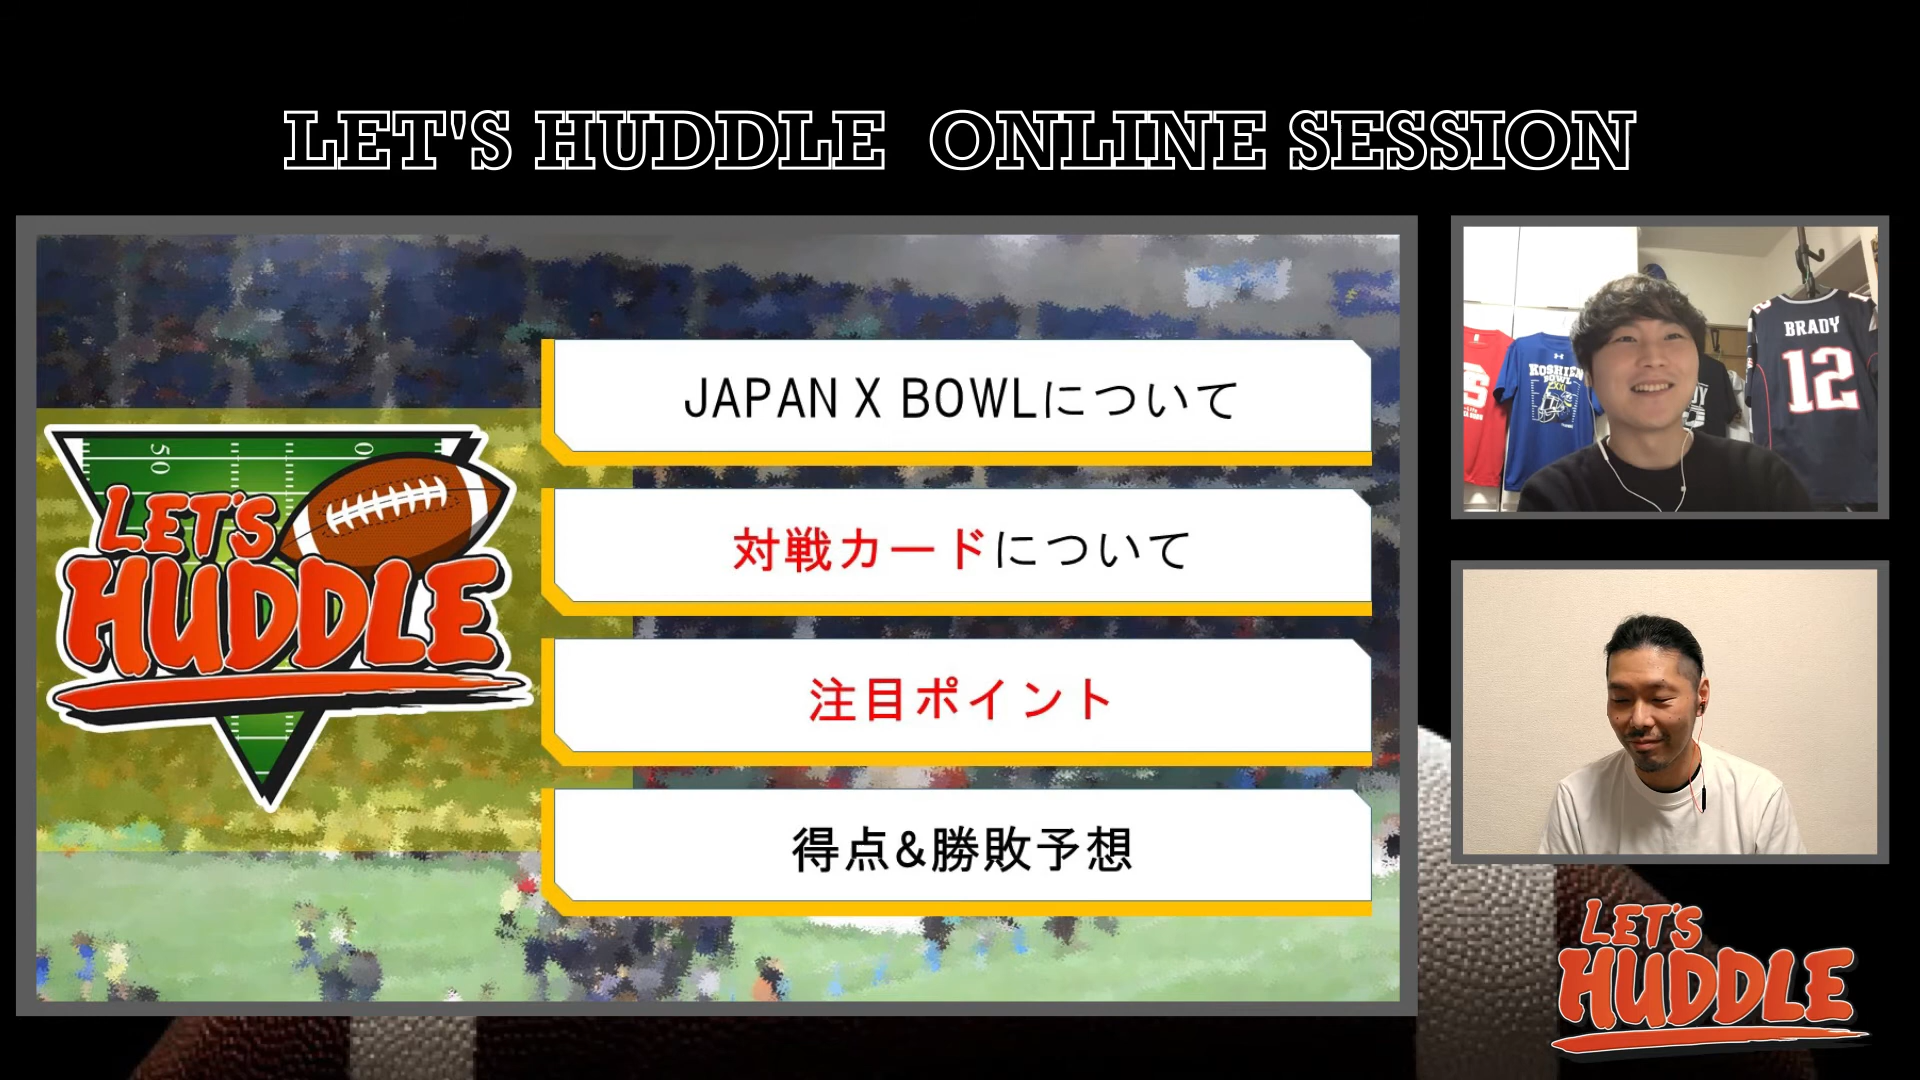 LET'S HUDDLE ONLINE SESSION
50
LET'S
HUDDLE
JAPAN X BOWLについて
対戦カードについて
注目ポイント
得点&勝敗予想
KOSHIEN
BOWL
BRADY
12
LET'S
HUDDLE